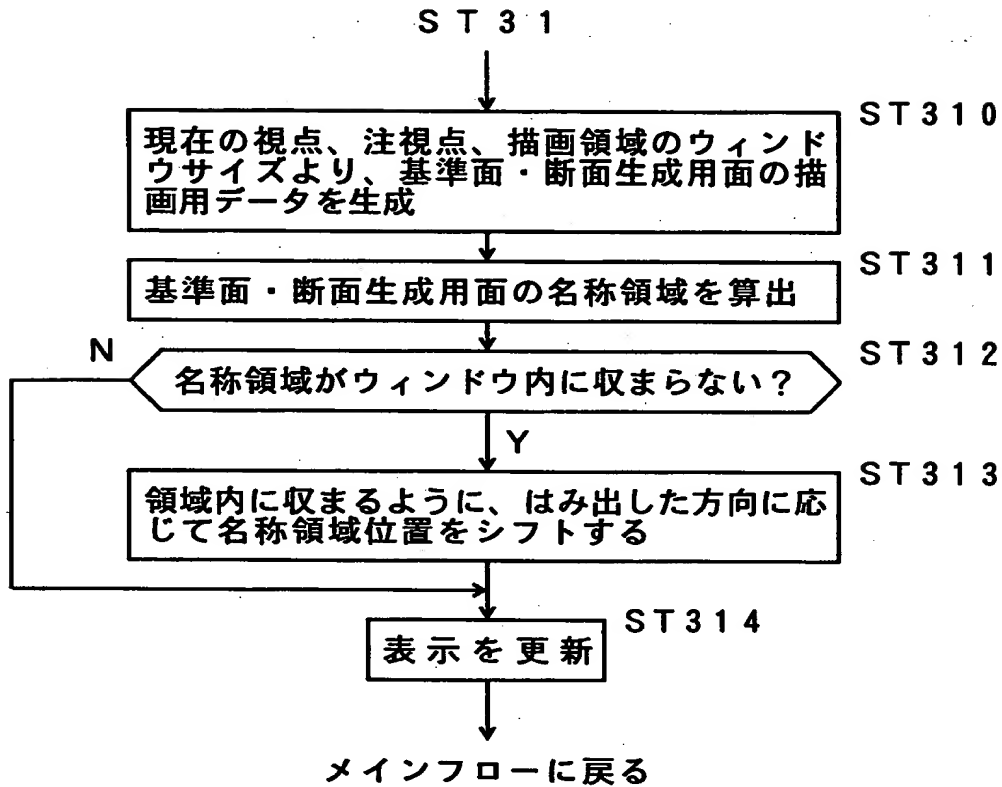 ST31
ST310
現在の視点、注視点、描画領域のウィンド
ウサイズより、基準面・断面生成用面の描
画用データを生成
ST311
基準面・断面生成用面の名称領域を算出
N
ST312
名称領域がウィンドウ内に収まらない？
Y
ST313
領域内に収まるように、はみ出した方向に応
じて名称領域位置をシフトする
ST314
表示を更新
メインフローに戻る